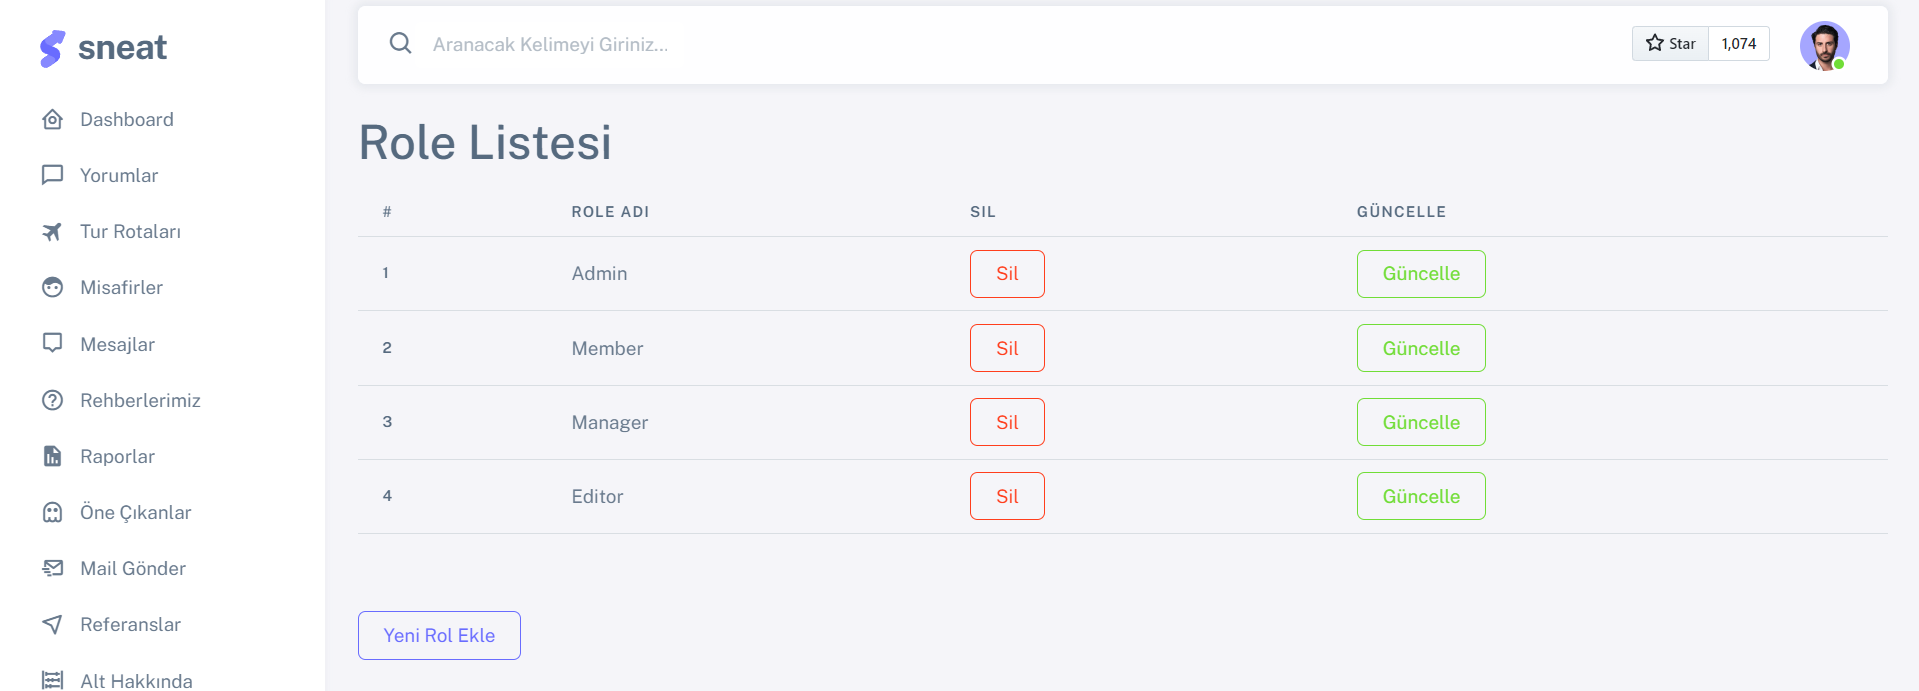 sneat
Aranacak Kelimeyi Giriniz...
Star 1,074
Dashboard
Yorumlar
Tur Rotaları
Misafirler
Mesajlar
Rehberlerimiz
Raporlar
Öne Çıkanlar
Mail Gönder
Referanslar
Alt Hakkında
Role Listesi
# ROLE ADI SIL GÜNCELLE
1 Admin Sil Güncelle
2 Member Sil Güncelle
3 Manager Sil Güncelle
4 Editor Sil Güncelle
Yeni Rol Ekle